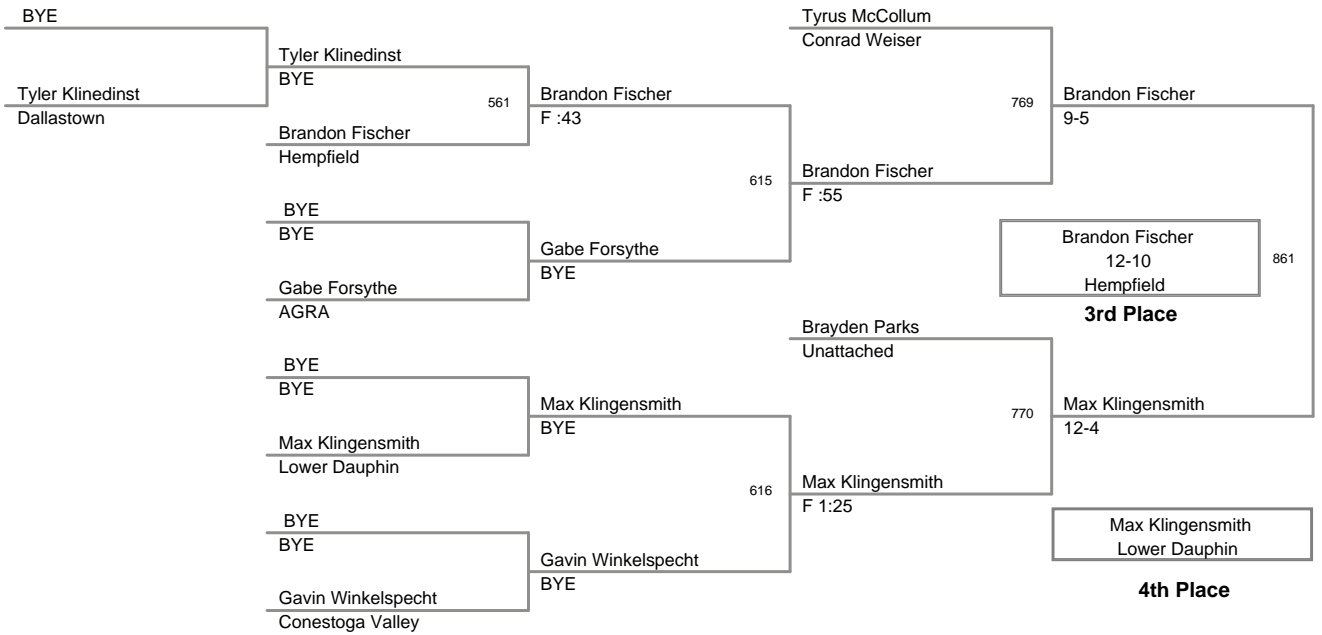 BYE
Tyler Klinedinst
Dallastown
Tyler Klinedinst
BYE
561
Brandon Fischer
Hempfield
BYE
BYE
Gabe Forsythe
AGRA
BYE
BYE
Max Klingensmith
Lower Dauphin
BYE
BYE
Gavin Winkelspecht
Conestoga Valley
Brandon Fischer
F :43
615
Gabe Forsythe
BYE
Max Klingensmith
BYE
616
Gavin Winkelspecht
BYE
Tyrus McCollum
Conrad Weiser
769
Brandon Fischer
F :55
Brayden Parks
Unattached
770
Max Klingensmith
F 1:25
Brandon Fischer
9-5
Brandon Fischer
12-10
Hempfield
861
3rd Place
Max Klingensmith
12-4
Max Klingensmith
Lower Dauphin
4th Place